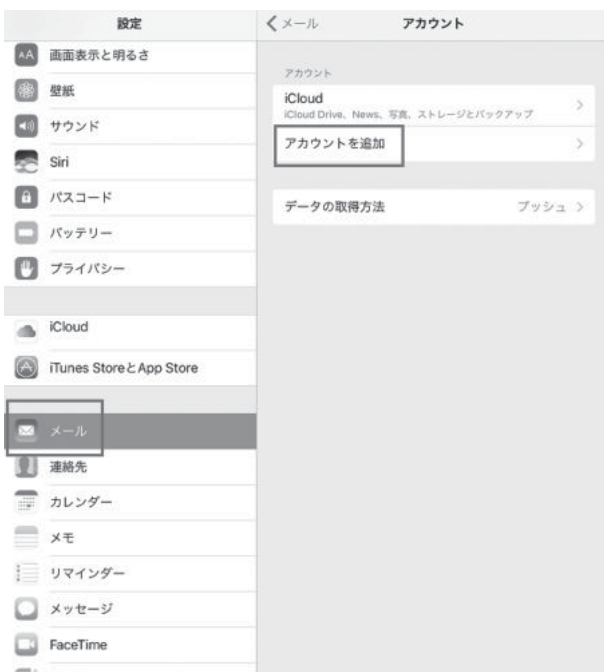 設定
画面表示と明るさ
壁紙
サウンド
Siri
パスコード
バッテリー
プライバシー
iCloud
iTunes StoreとApp Store
メール
連絡先
カレンダー
メモ
リマインダー
メッセージ
FaceTime
メール
アカウント
アカウント
iCloud
iCloud Drive、News、写真、ストレージとバックアップ
アカウントを追加
データの取得方法 プッシュ